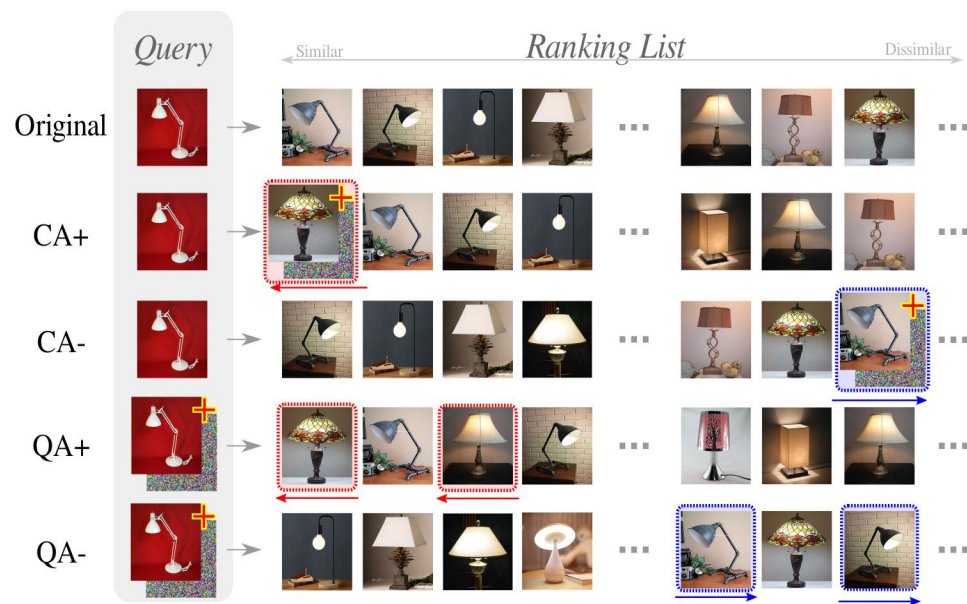 Query
Ranking List
Similar
Dissimilar
Original
CA+
CA-
QA+
QA-